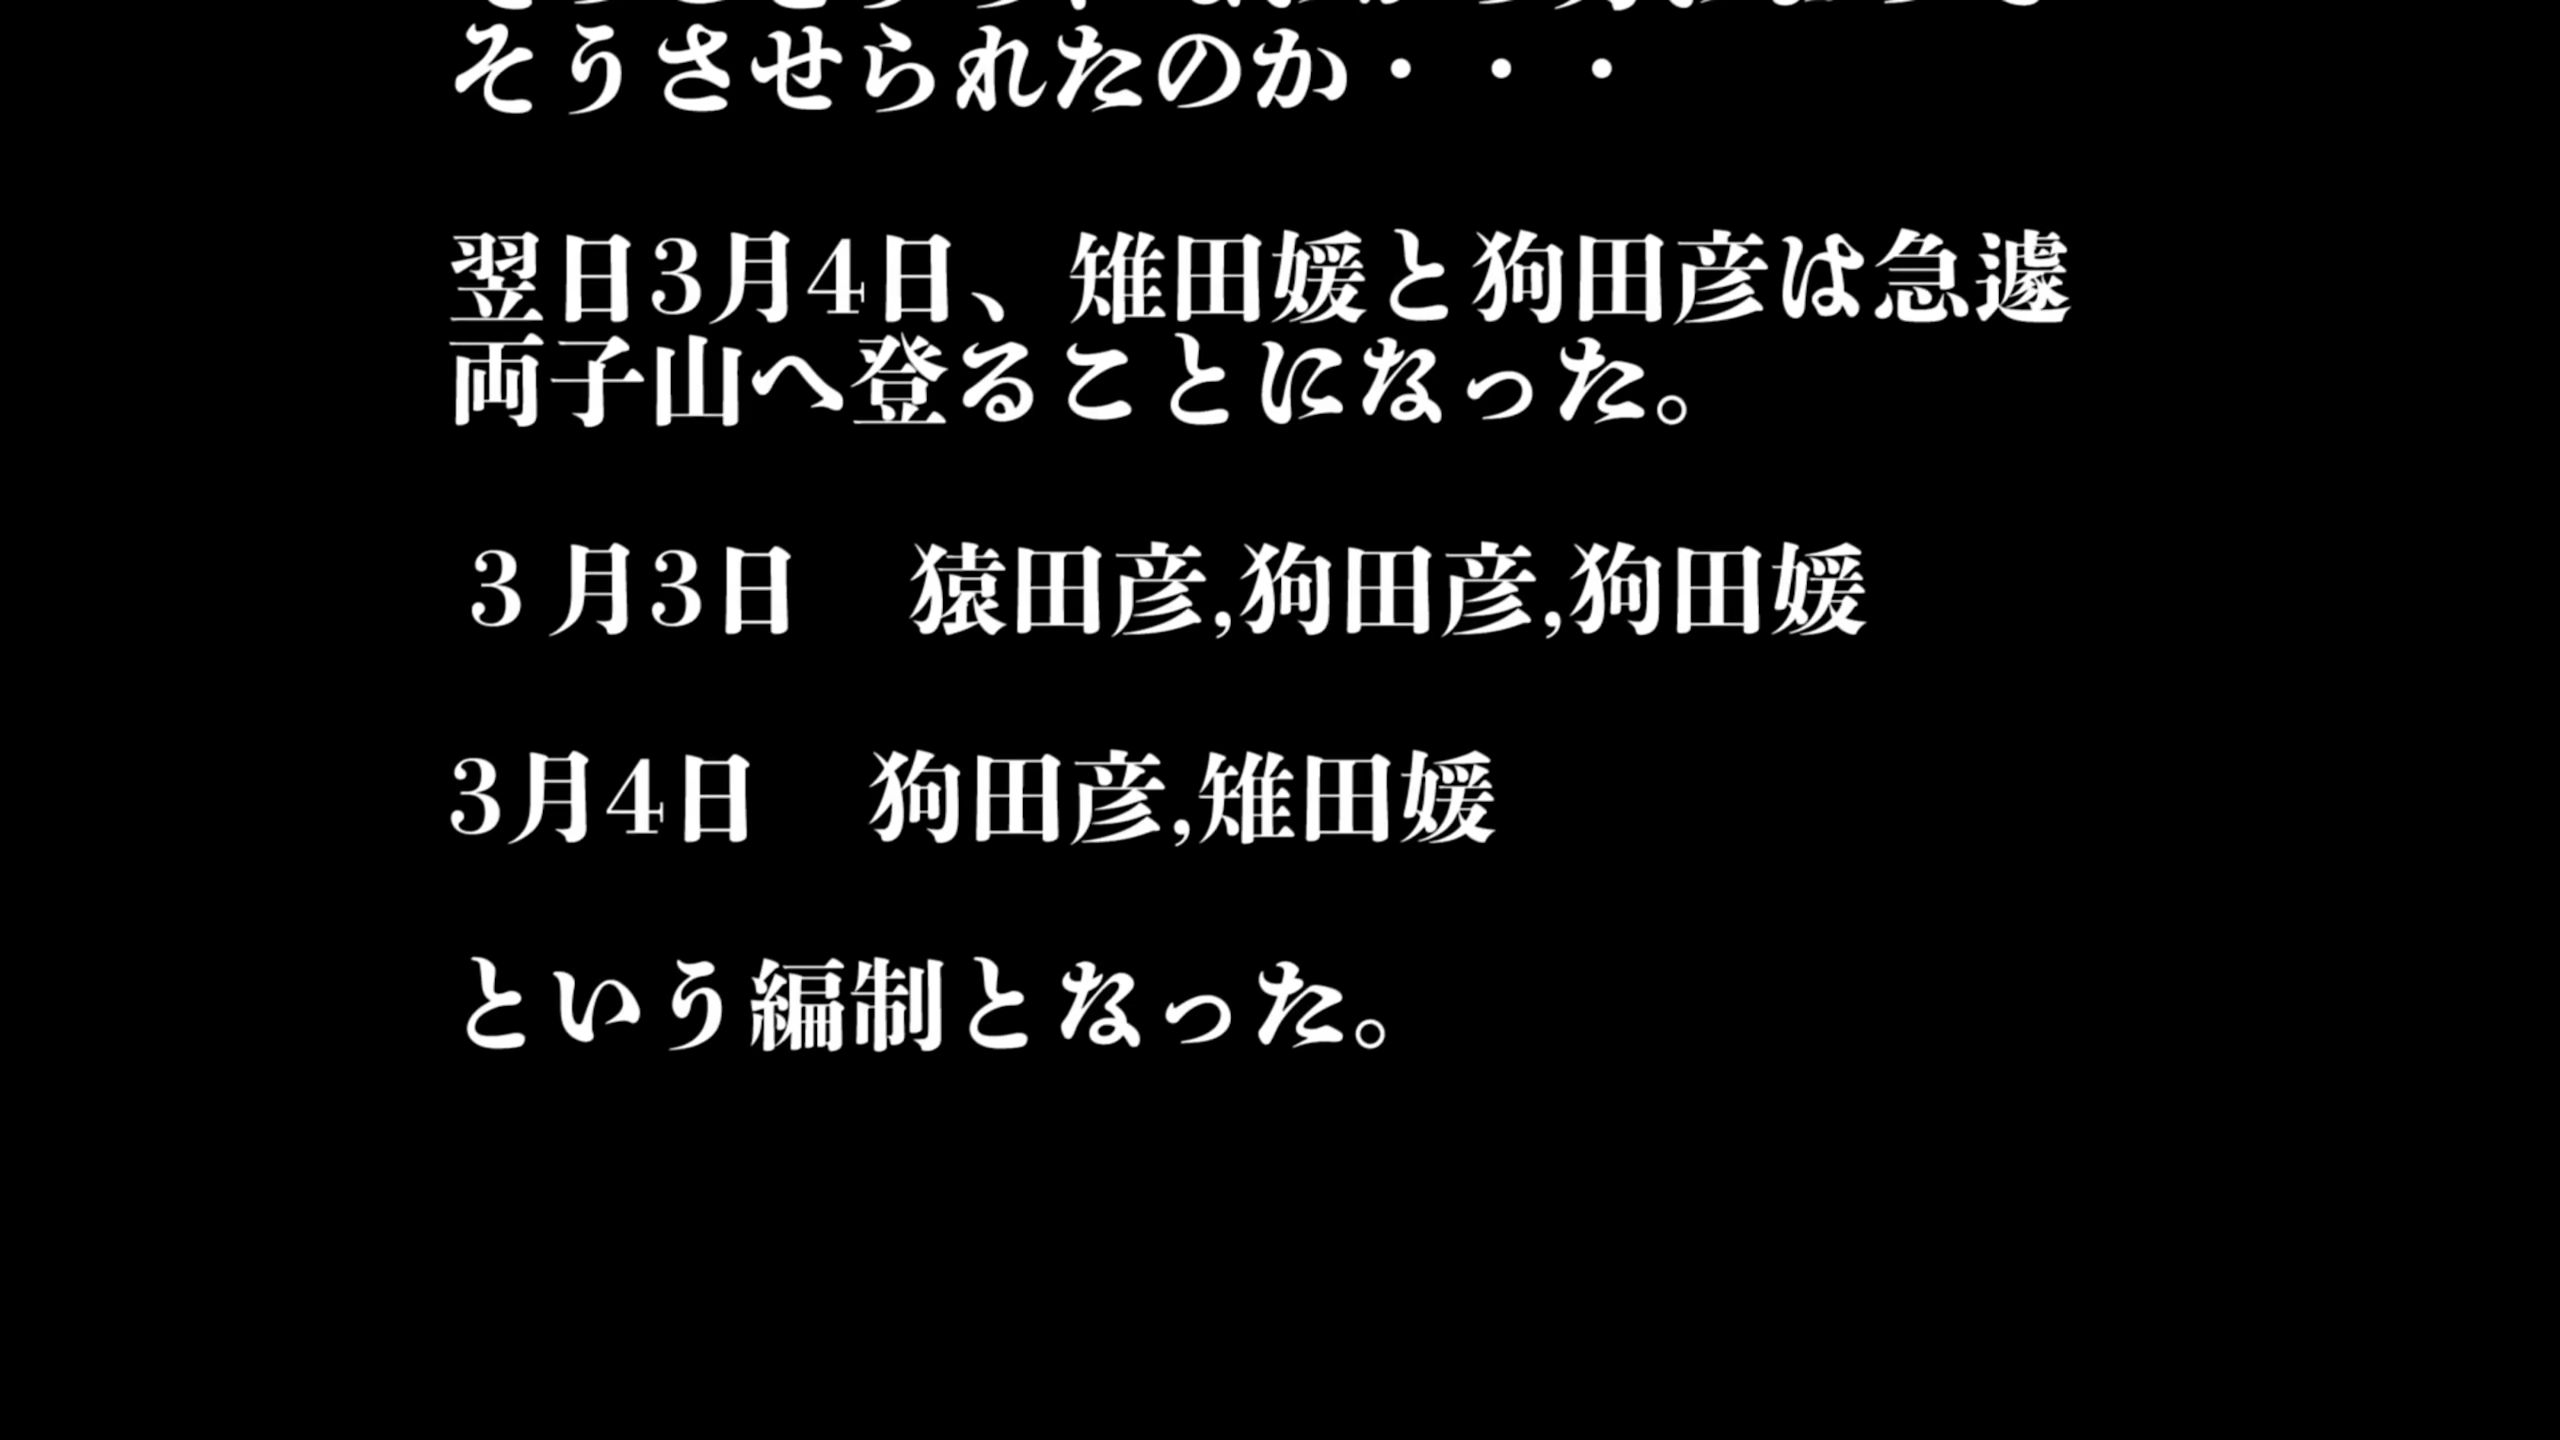 そうさせられたのか・・・
翌日3月4日、雉田媛と狗田彦は急遽
両子山へ登ることになった。
３月3日　猿田彦,狗田彦,狗田媛
3月4日　狗田彦,雉田媛
という編制となった。